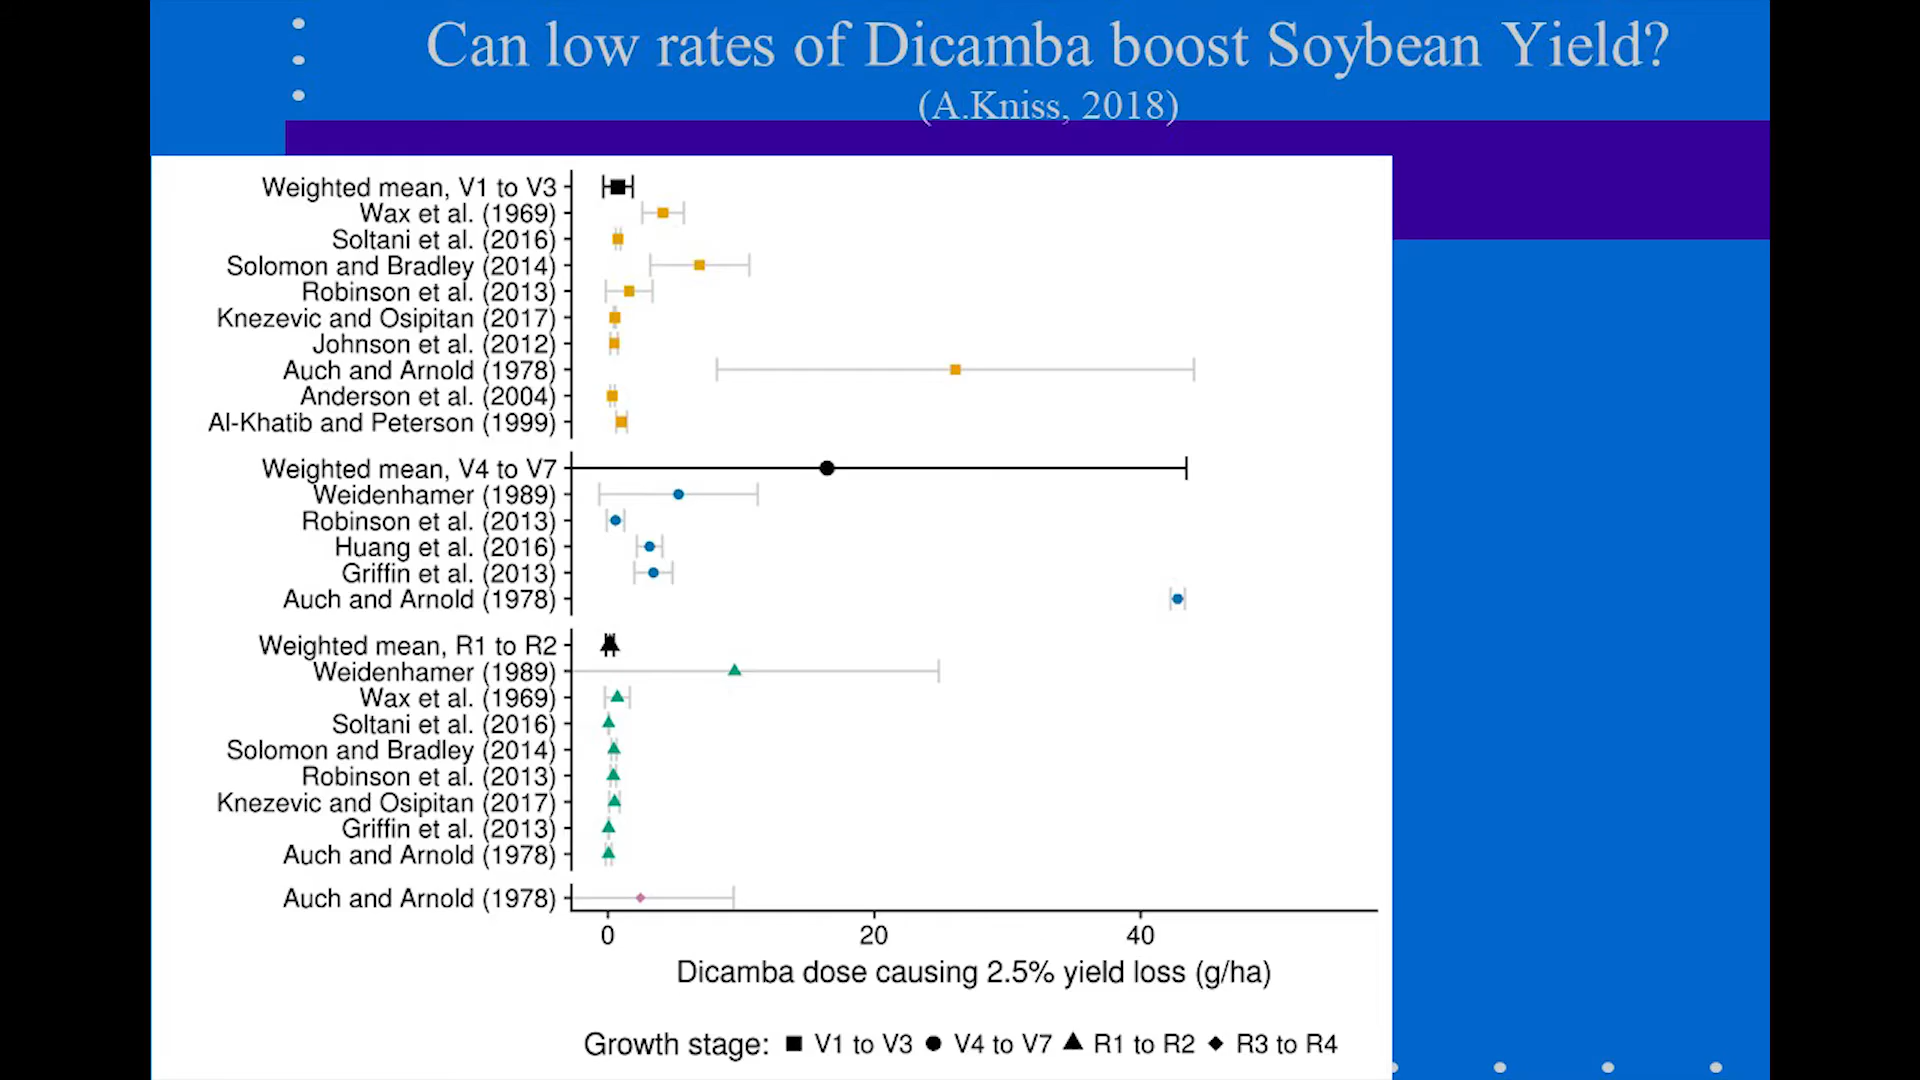 Can low rates of Dicamba boost Soybean Yield?
(A.Kniss, 2018)
Weighted mean, V1 to V3
Wax et al. (1969)
Soltani et al. (2016)
Solomon and Bradley (2014)
Robinson et al. (2013)
Knezevic and Osipitan (2017)
Johnson et al. (2012)
Auch and Arnold (1978)
Anderson et al. (2004)
Al-Khatib and Peterson (1999)
Weighted mean, V4 to V7
Weidenhamer (1989)
Robinson et al. (2013)
Huang et al. (2016)
Griffin et al. (2013)
Auch and Arnold (1978)
Weighted mean, R1 to R2
Weidenhamer (1989)
Wax et al. (1969)
Soltani et al. (2016)
Solomon and Bradley (2014)
Robinson et al. (2013)
Knezevic and Osipitan (2017)
Griffin et al. (2013)
Auch and Arnold (1978)
Auch and Arnold (1978)
0 20 40
Dicamba dose causing 2.5% yield loss (g/ha)
Growth stage: V1 to V3 V4 to V7 R1 to R2 R3 to R4